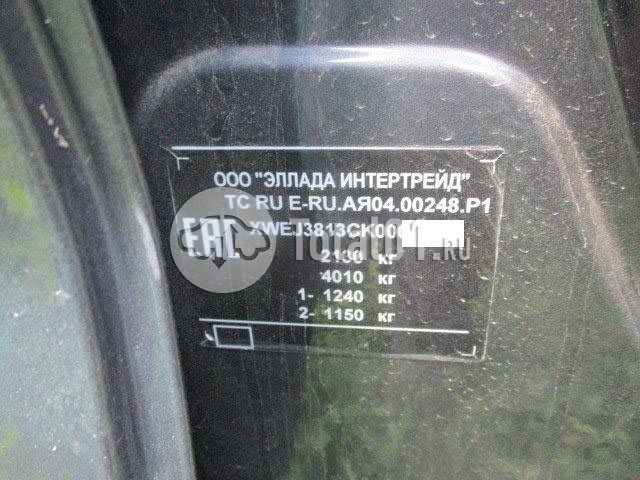 ООО "ЭЛЛАДА ИНТЕРТРЕЙД"
ТС RU E-RU.АЯ04.00248.Р1
EAC XWEJ3813CK000
2130 кг
4010 кг
1- 1240 кг
2- 1150 кг